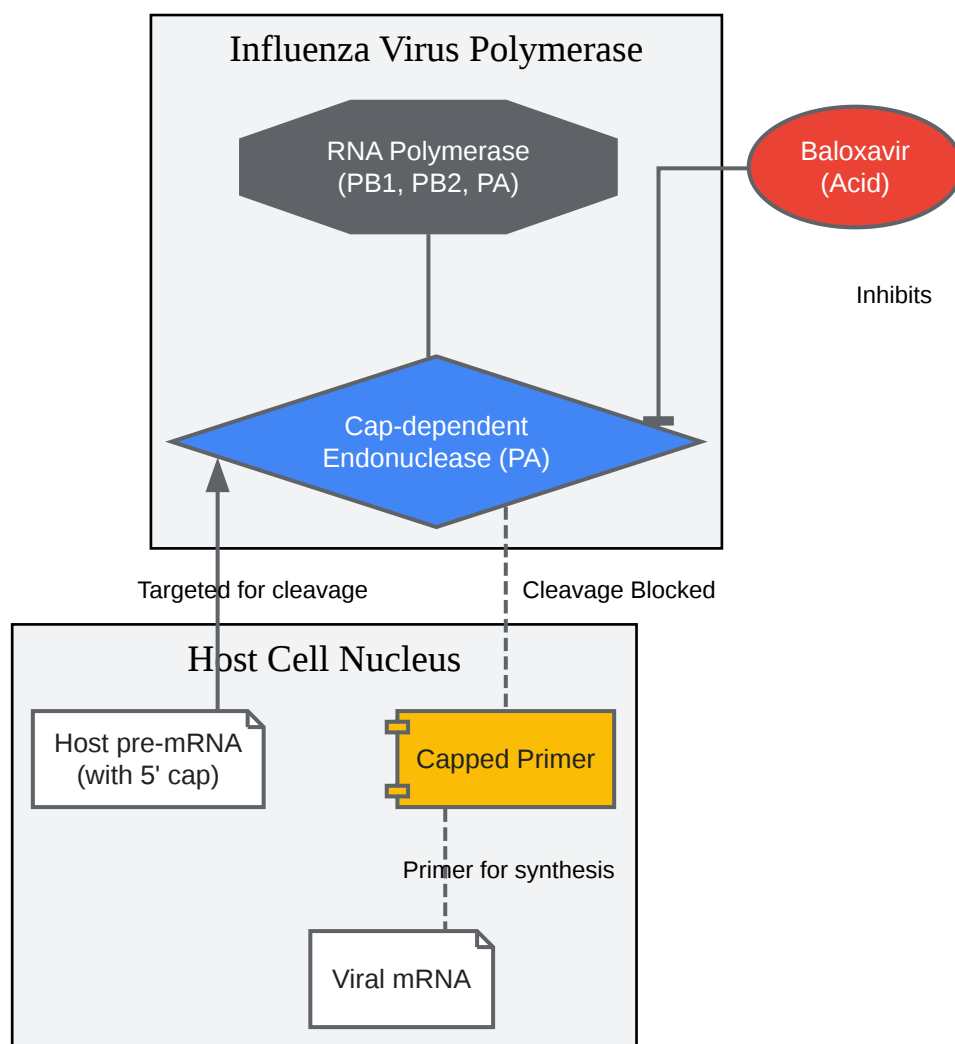 Influenza Virus Polymerase
RNA Polymerase
(PB1, PB2, PA)
Baloxavir
(Acid)
Inhibits
Cap-dependent
Endonuclease (PA)
Targeted for cleavage
Cleavage Blocked
Host Cell Nucleus
Host pre-mRNA
(with 5' cap)
Capped Primer
Primer for synthesis
Viral mRNA